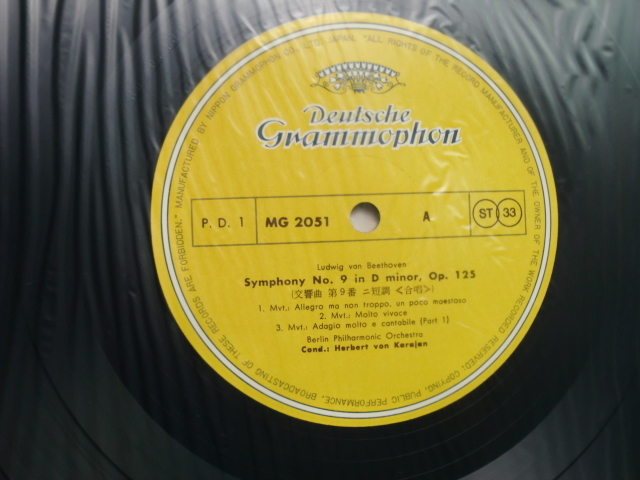 MANUFACTURED BY NIPPON GRAMMOPHON CO., LTD., JAPAN. "ALL RIGHTS OF THE RECORD MANUFACTURER AND OF THE OWNER OF THE WORK RECORDED RESERVED, COPYING, PUBLIC PERFORMANCE, BROADCASTING OF THESE RECORDS ARE FORBIDDEN."
Deutsche
Grammophon
P. D. 1 MG 2051 A ST 33
Ludwig van Beethoven
Symphony No. 9 in D minor, Op. 125
(交響曲 第9番 ニ短調 <合唱>)
1. Mvt.: Allegro ma non troppo, un poco maestoso
2. Mvt.: Molto vivace
3. Mvt.: Adagio molto e cantabile (Part 1)
Berlin Philharmonic Orchestra
Cond.: Herbert von Karajan